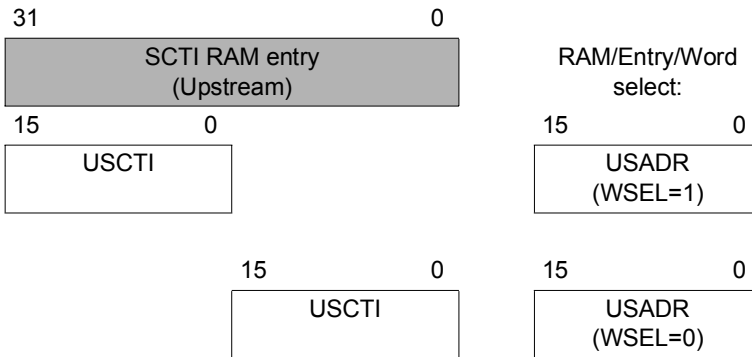 31 0
SCTI RAM entry
(Upstream)
RAM/Entry/Word
select:
15 0 15 0
USCTI
USADR
(WSEL=1)
15 0 15 0
USCTI
USADR
(WSEL=0)